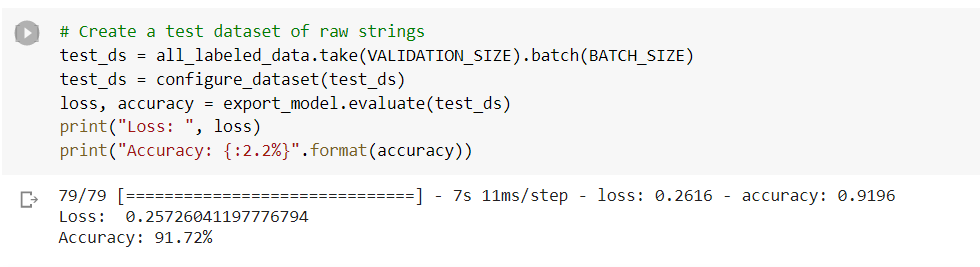 # Create a test dataset of raw strings
test_ds = all_labeled_data.take(VALIDATION_SIZE).batch(BATCH_SIZE)
test_ds = configure_dataset(test_ds)
loss, accuracy = export_model.evaluate(test_ds)
print("Loss: ", loss)
print("Accuracy: {:2.2%}".format(accuracy))
79/79 [==============================] - 7s 11ms/step - loss: 0.2616 - accuracy: 0.9196
Loss:  0.25726041197776794
Accuracy: 91.72%